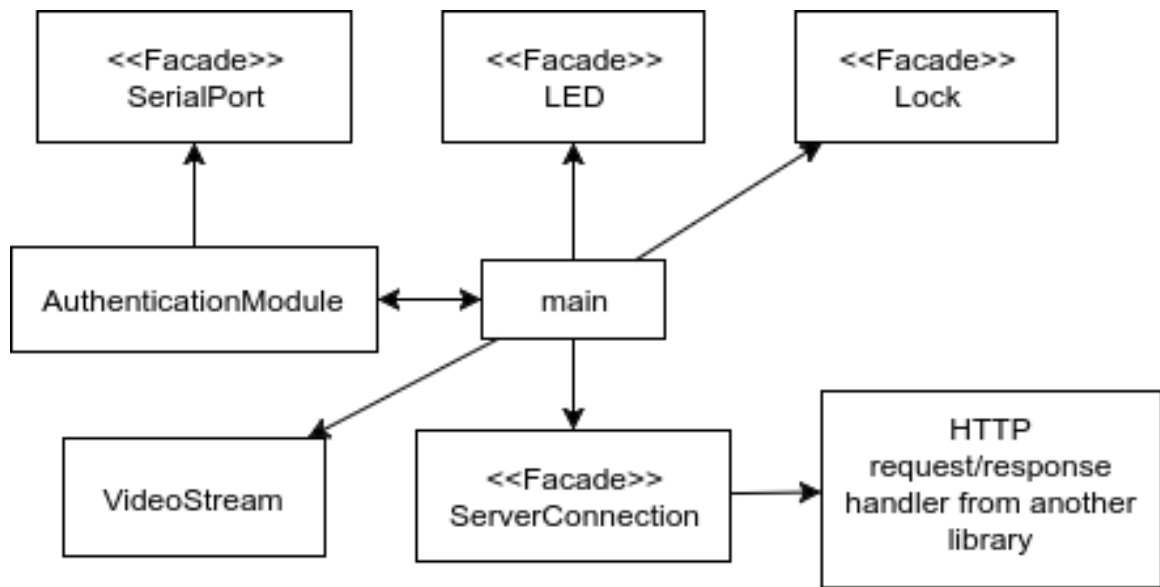 <<Facade>>
SerialPort
<<Facade>>
LED
<<Facade>>
Lock
AuthenticationModule
main
VideoStream
<<Facade>>
ServerConnection
HTTP
request/response
handler from another
library